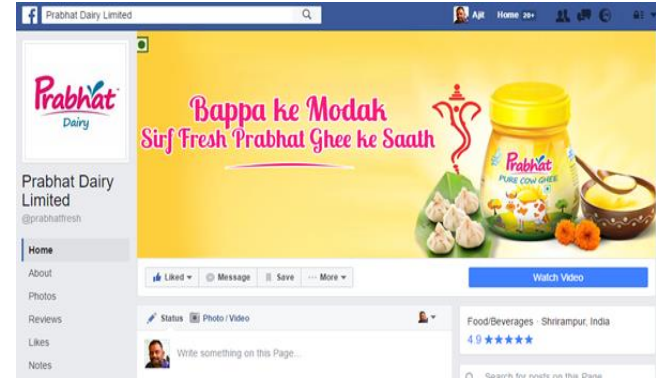 Prabhat Dairy Limited
Ajit
Home 20+
Prabhat
Dairy
Bappa ke Modak
Sirf Fresh Prabhat Ghee ke Saath
Prabhat
PURE COW GHEE
Prabhat Dairy
Limited
@prabhatfresh
Home
About
Photos
Reviews
Likes
Notes
Liked
Message
Save
More
Watch Video
Status
Photo / Video
Write something on this Page...
Food/Beverages · Shrirampur, India
4.9 ★★★★★
Search for posts on this Page